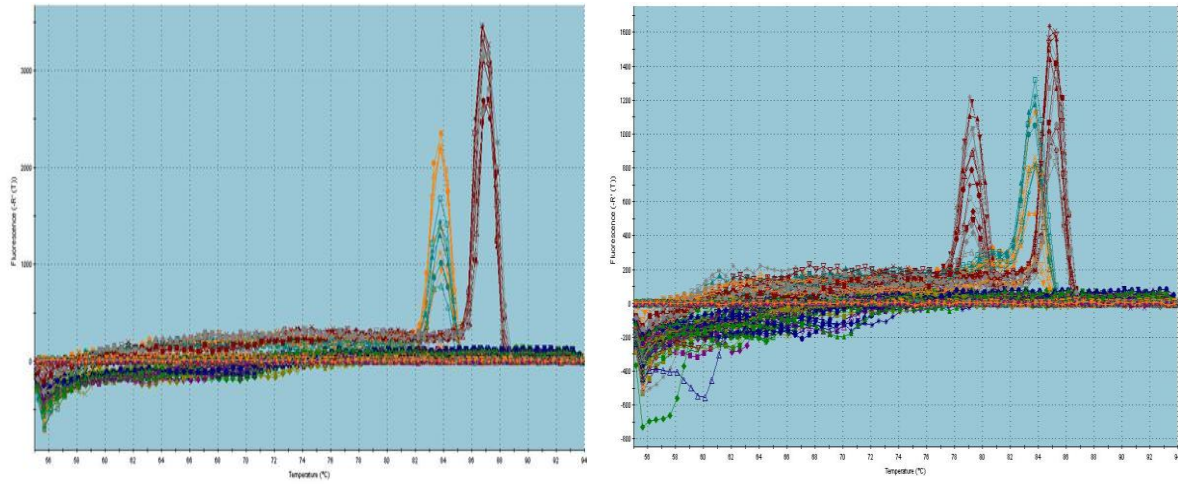 Fluorescence (-R' (T))
3000
2000
1000
0
56 58 60 62 64 66 68 70 72 74 76 78 80 82 84 86 88 90 92 94
Temperature (°C)
Fluorescence (-R' (T))
1600
1400
1200
1000
800
600
400
200
0
-200
-400
-600
-800
56 58 60 62 64 66 68 70 72 74 76 78 80 82 84 86 88 90 92 94
Temperature (°C)